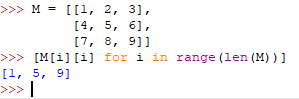 >>> M = [[1, 2, 3],
[4, 5, 6],
[7, 8, 9]]
>>> [M[i][i] for i in range(len(M))]
[1, 5, 9]
>>>